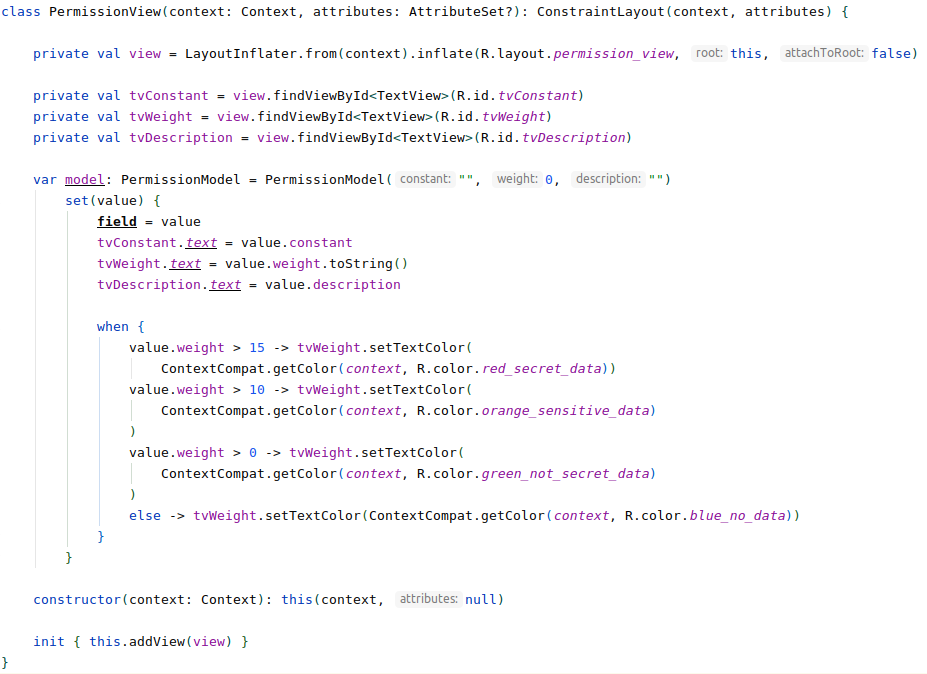 class PermissionView(context: Context, attributes: AttributeSet?): ConstraintLayout(context, attributes) {
private val view = LayoutInflater.from(context).inflate(R.layout.permission_view, root: this, attachToRoot: false)
private val tvConstant = view.findViewById<TextView>(R.id.tvConstant)
private val tvWeight = view.findViewById<TextView>(R.id.tvWeight)
private val tvDescription = view.findViewById<TextView>(R.id.tvDescription)
var model: PermissionModel = PermissionModel( constant: "", weight: 0, description: "")
set(value) {
field = value
tvConstant.text = value.constant
tvWeight.text = value.weight.toString()
tvDescription.text = value.description
when {
value.weight > 15 -> tvWeight.setTextColor(
ContextCompat.getColor(context, R.color.red_secret_data))
value.weight > 10 -> tvWeight.setTextColor(
ContextCompat.getColor(context, R.color.orange_sensitive_data)
)
value.weight > 0 -> tvWeight.setTextColor(
ContextCompat.getColor(context, R.color.green_not_secret_data)
)
else -> tvWeight.setTextColor(ContextCompat.getColor(context, R.color.blue_no_data))
}
}
constructor(context: Context): this(context, attributes: null)
init { this.addView(view) }
}